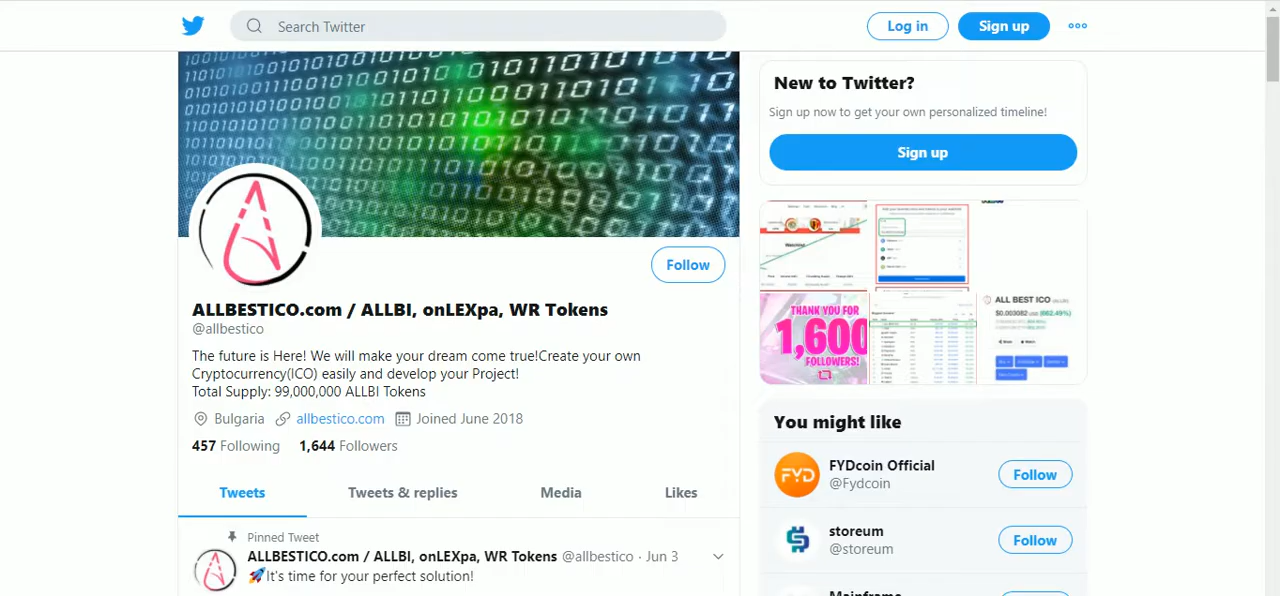 Search Twitter
Log in
Sign up
New to Twitter?
Sign up now to get your own personalized timeline!
Sign up
Follow
ALLBESTICO.com / ALLBI, onLEXpa, WR Tokens
@allbestico
The future is Here! We will make your dream come true!Create your own
Cryptocurrency(ICO) easily and develop your Project!
Total Supply: 99,000,000 ALLBI Tokens
Bulgaria allbestico.com Joined June 2018
457 Following 1,644 Followers
Tweets Tweets & replies Media Likes
Pinned Tweet
ALLBESTICO.com / ALLBI, onLEXpa, WR Tokens @allbestico · Jun 3
🚀It's time for your perfect solution!
THANK YOU FOR
1,600
FOLLOWERS!
ALL BEST ICO
$0.003082
You might like
FYD
FYDcoin Official
@Fydcoin
Follow
storeum
@storeum
Follow
Mainframe